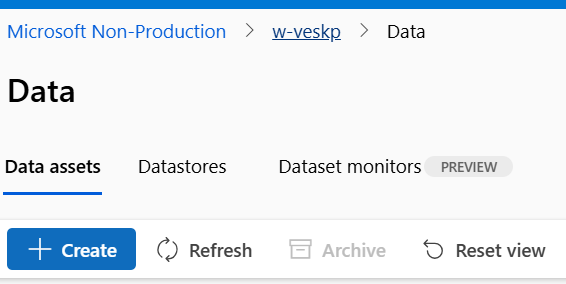 Microsoft Non-Production > w-veskp > Data
Data
Data assets Datastores Dataset monitors PREVIEW
+ Create Refresh Archive Reset view